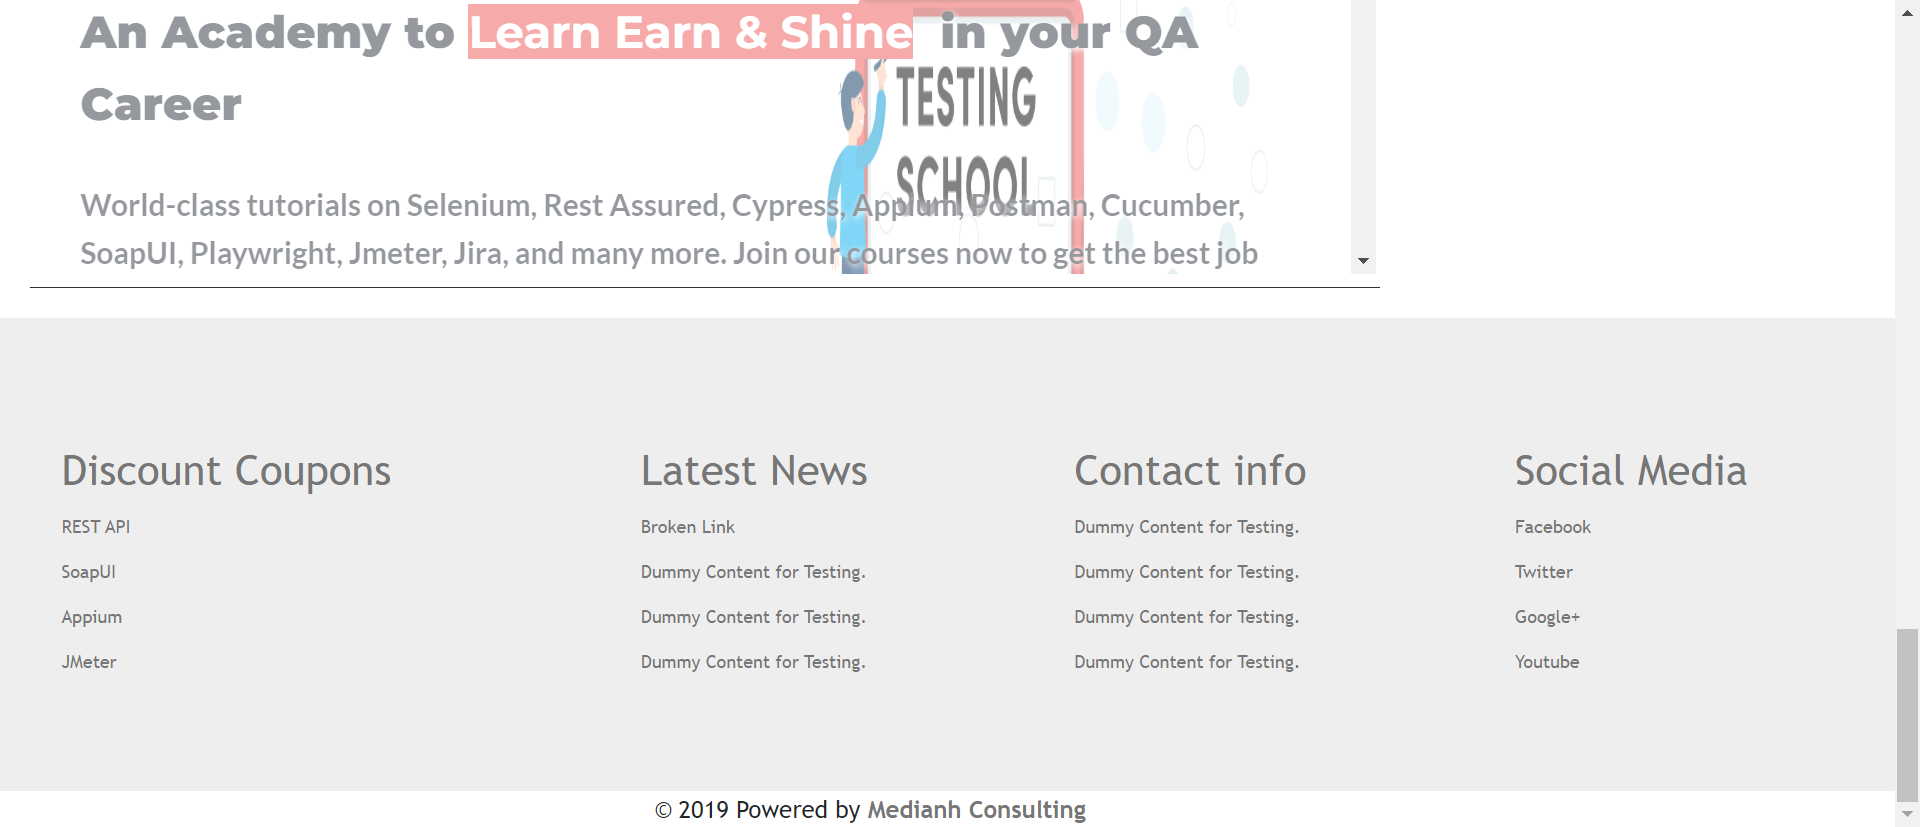 An Academy to Learn Earn & Shine in your QA
Career
TESTING
SCHOOL
World-class tutorials on Selenium, Rest Assured, Cypress, Appium, Postman, Cucumber,
SoapUI, Playwright, Jmeter, Jira, and many more. Join our courses now to get the best job
Discount Coupons
REST API
SoapUI
Appium
JMeter
Latest News
Broken Link
Dummy Content for Testing.
Dummy Content for Testing.
Dummy Content for Testing.
Contact info
Dummy Content for Testing.
Dummy Content for Testing.
Dummy Content for Testing.
Dummy Content for Testing.
Social Media
Facebook
Twitter
Google+
Youtube
© 2019 Powered by Medianh Consulting